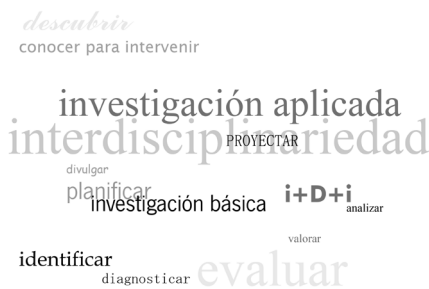 descubrir
conocer para intervenir
investigación aplicada
interdisciplinariedad
PROYECTAR
divulgar
planificar
investigación básica
i+D+i
analizar
valorar
identificar
diagnosticar
evaluar